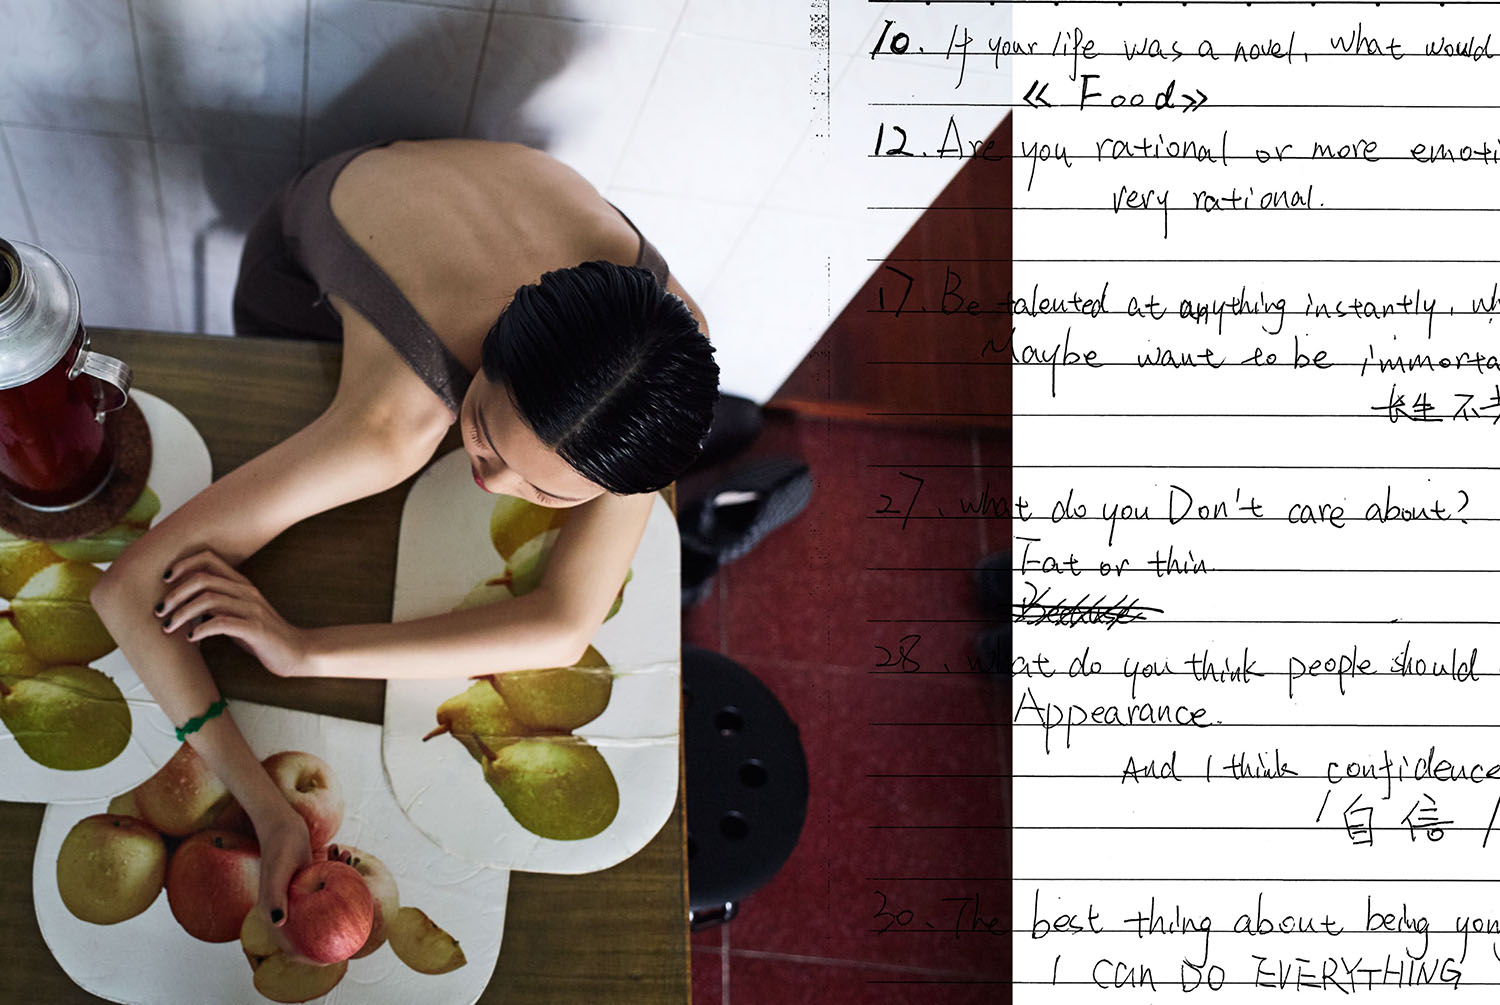 10. If your life was a novel, what would
《Food》
12. Are you rational or more emoti
very rational.
17. Be talented at anything instantly, wh
Maybe want to be immorta
长生不
27. what do you Don't care about?
Fat or thin
28. what do you think people should
Appearance.
And I think confidence
/自信/
30. The best thing about being yong
I CAN DO EVERYTHING